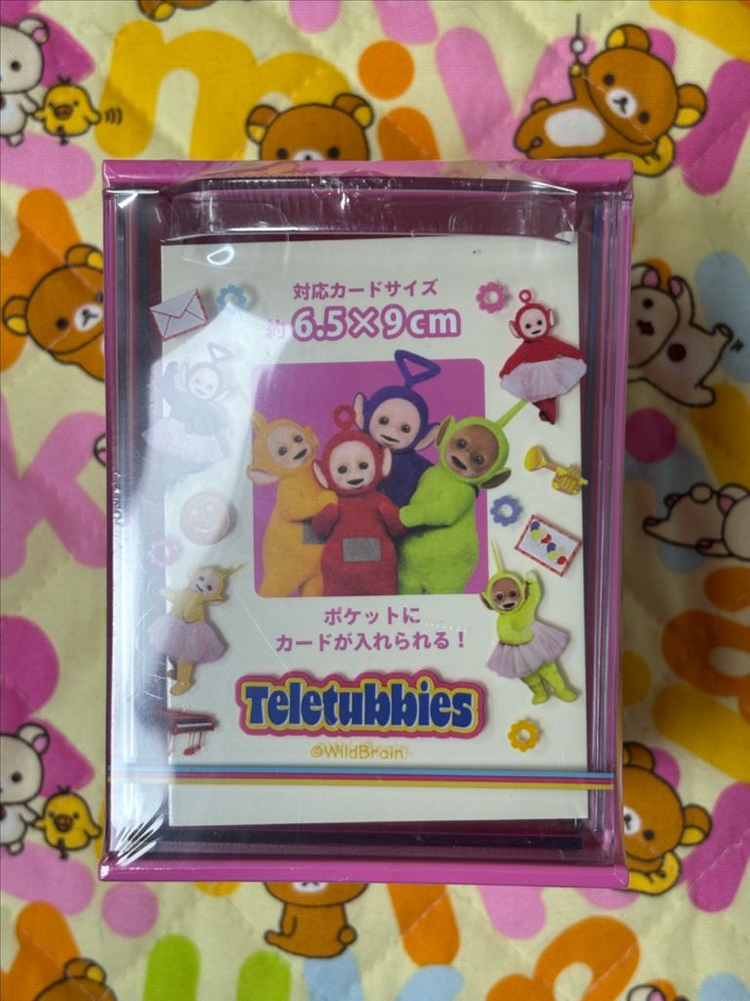 対応カードサイズ
約6.5×9cm
ポケットに
カードが入れられる!
Teletubbies
©WildBrain